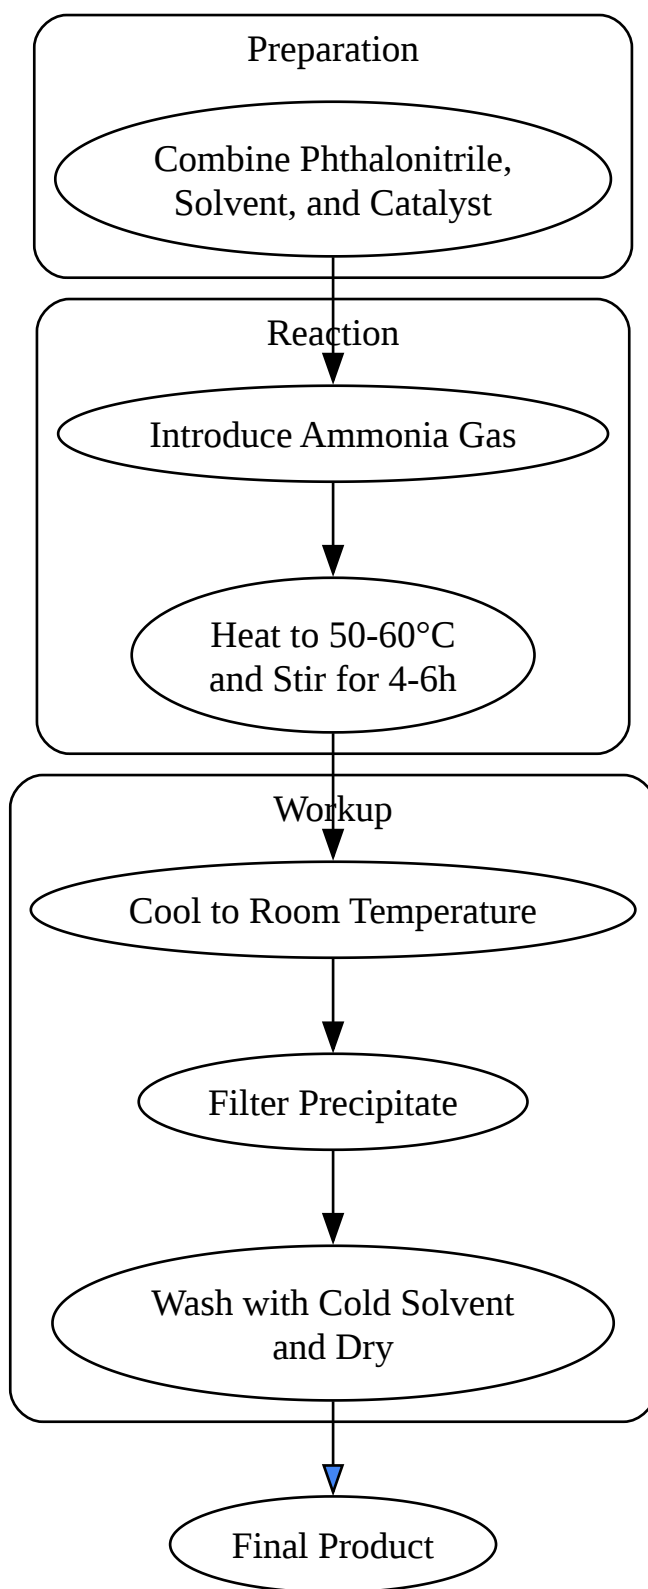 Preparation
Combine Phthalonitrile,
Solvent, and Catalyst
Reaction
Introduce Ammonia Gas
Heat to 50-60°C
and Stir for 4-6h
Workup
Cool to Room Temperature
Filter Precipitate
Wash with Cold Solvent
and Dry
Final Product